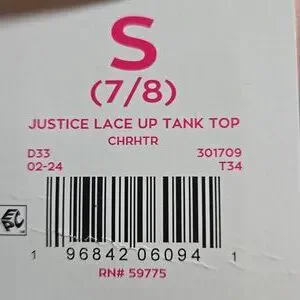 S
(7/8)
JUSTICE LACE UP TANK TOP
CHRHTR
D33 301709
02-24 T34
EPC
1 96842 06094 1
RN# 59775